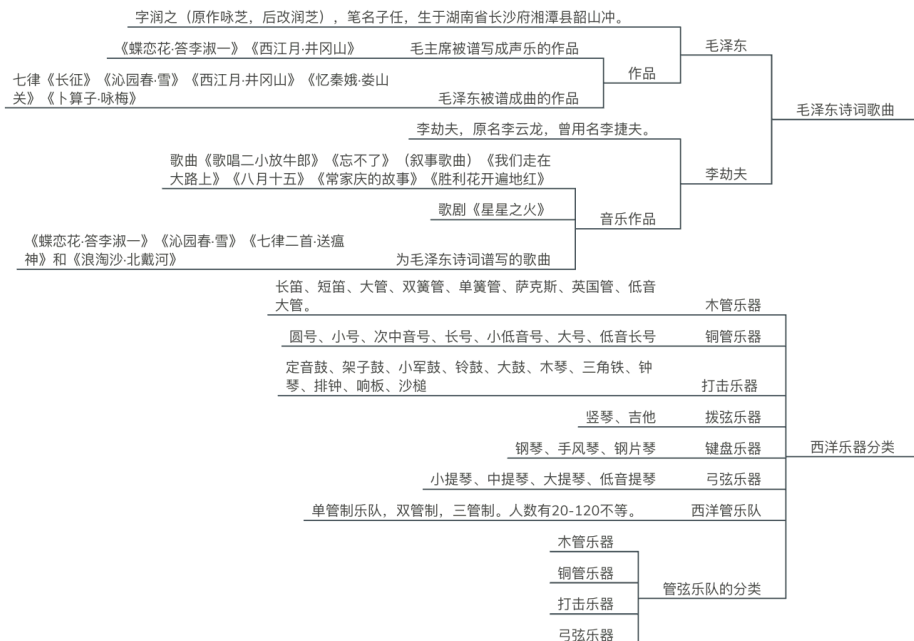 字润之（原作咏芝，后改润芝），笔名子任，生于湖南省长沙府湘潭县韶山冲。
毛泽东
《蝶恋花·答李淑一》《西江月·井冈山》
毛主席被谱写成声乐的作品
作品
七律《长征》《沁园春·雪》《西江月·井冈山》《忆秦娥·娄山
关》《卜算子·咏梅》
毛泽东被谱成曲的作品
毛泽东诗词歌曲
李劫夫，原名李云龙，曾用名李捷夫。
李劫夫
歌曲《歌唱二小放牛郎》《忘不了》（叙事歌曲）《我们走在
大路上》《八月十五》《常家庆的故事》《胜利花开遍地红》
歌剧《星星之火》
音乐作品
《蝶恋花·答李淑一》《沁园春·雪》《七律二首·送瘟
神》和《浪淘沙·北戴河》
为毛泽东诗词谱写的歌曲
长笛、短笛、大管、双簧管、单簧管、萨克斯、英国管、低音
大管。
木管乐器
圆号、小号、次中音号、长号、小低音号、大号、低音长号
铜管乐器
定音鼓、架子鼓、小军鼓、铃鼓、大鼓、木琴、三角铁、钟
琴、排钟、响板、沙槌
打击乐器
竖琴、吉他
拨弦乐器
钢琴、手风琴、钢片琴
键盘乐器
西洋乐器分类
小提琴、中提琴、大提琴、低音提琴
弓弦乐器
单管制乐队，双管制，三管制。人数有20-120不等。
西洋管乐队
木管乐器
铜管乐器
管弦乐队的分类
打击乐器
弓弦乐器